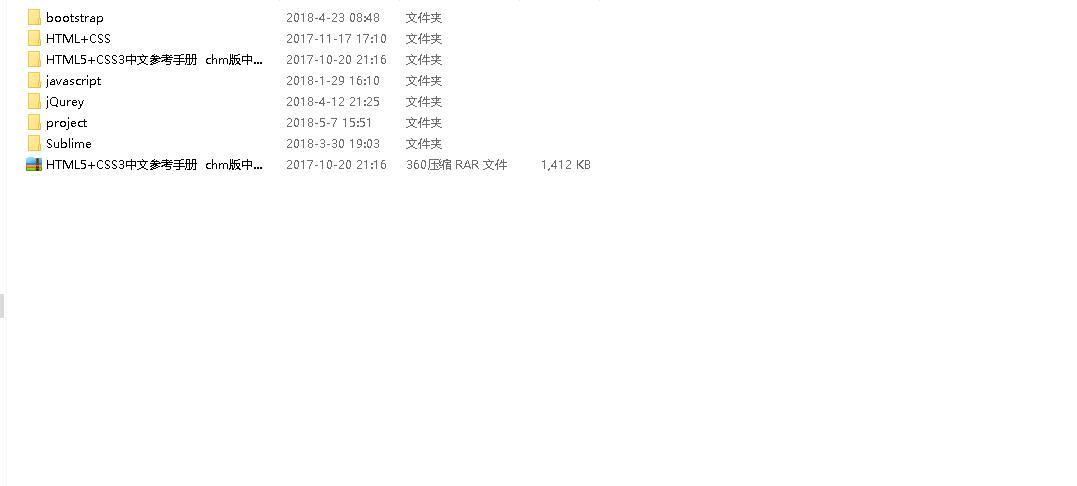 bootstrap 2018-4-23 08:48 文件夹
HTML+CSS 2017-11-17 17:10 文件夹
HTML5+CSS3中文参考手册 chm版中... 2017-10-20 21:16 文件夹
javascript 2018-1-29 16:10 文件夹
jQurey 2018-4-12 21:25 文件夹
project 2018-5-7 15:51 文件夹
Sublime 2018-3-30 19:03 文件夹
HTML5+CSS3中文参考手册 chm版中... 2017-10-20 21:16 360压缩 RAR 文件 1,412 KB